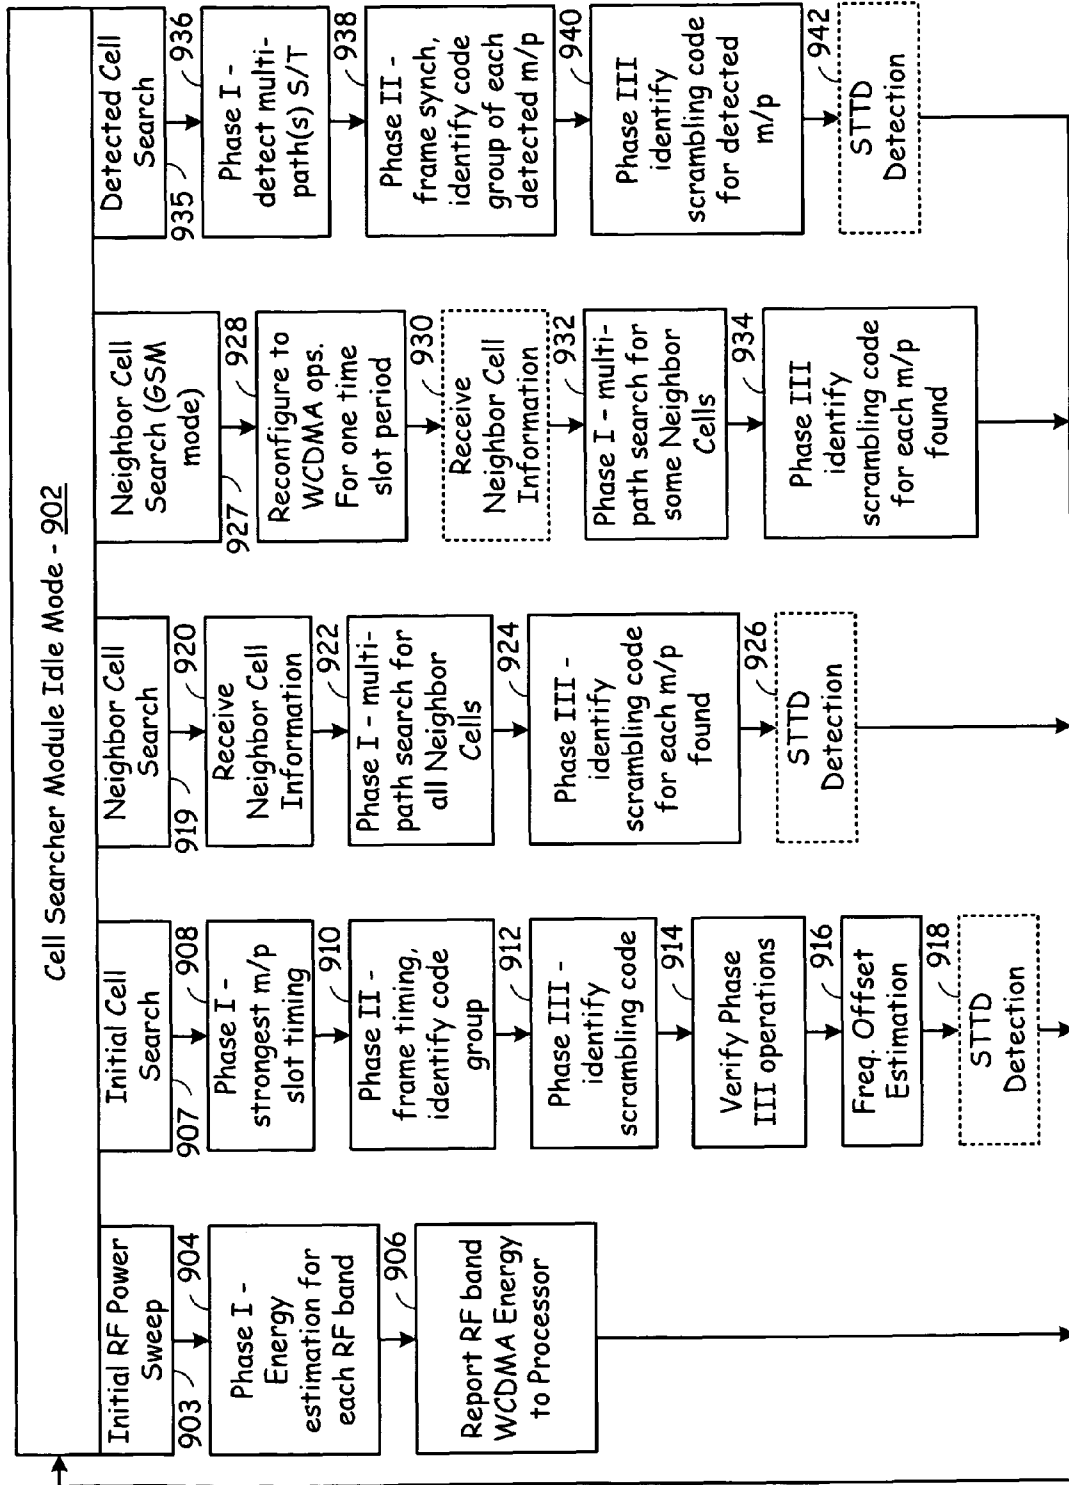 Cell Searcher Module Idle Mode - 902
Initial RF Power
Sweep
903
904
Phase I -
Energy
estimation for
each RF band
906
Report RF band
WCDMA Energy
to Processor
Initial Cell
Search
907
908
Phase I -
strongest m/p
slot timing
910
Phase II -
frame timing,
identify code
group
912
Phase III -
identify
scrambling code
914
Verify Phase
III operations
916
Freq. Offset
Estimation
918
STTD
Detection
Neighbor Cell
Search
919
920
Receive
Neighbor Cell
Information
922
Phase I - multi-
path search for
all Neighbor
Cells
924
Phase III -
identify
scrambling code
for each m/p
found
926
STTD
Detection
Neighbor Cell
Search (GSM
mode)
927
928
Reconfigure to
WCDMA ops.
For one time
slot period
930
Receive
Neighbor Cell
Information
932
Phase I - multi-
path search for
some Neighbor
Cells
934
Phase III
identify
scrambling code
for each m/p
found
Detected Cell
Search
935
936
Phase I -
detect multi-
path(s) S/T
938
Phase II -
frame synch,
identify code
group of each
detected m/p
940
Phase III
identify
scrambling code
for detected
m/p
942
STTD
Detection